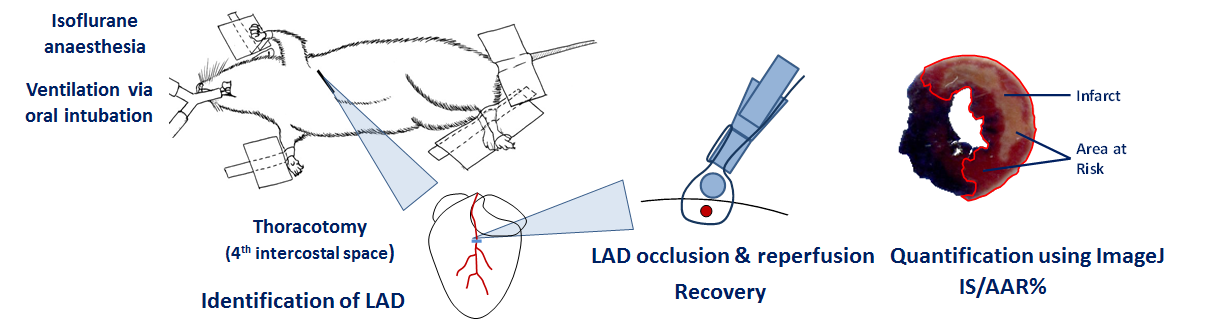 Isoflurane
anaesthesia
Ventilation via
oral intubation
Thoracotomy
(4th intercostal space)
Identification of LAD
LAD occlusion & reperfusion
Recovery
Infarct
Area at
Risk
Quantification using ImageJ
IS/AAR%